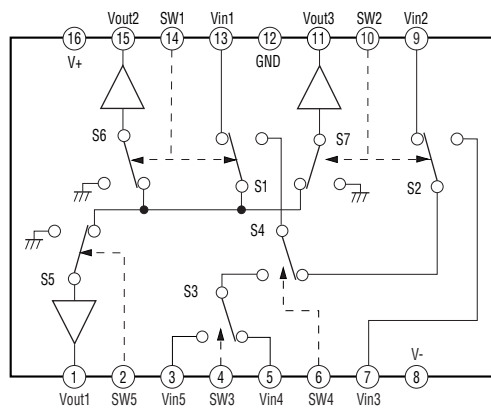 Vout2 SW1 Vin1 Vout3 SW2 Vin2
16 15 14 13 12 11 10 9
V+ GND
S6 S7
S1 S2
S4
S5
S3
V-
1 2 3 4 5 6 7 8
Vout1 SW5 Vin5 SW3 Vin4 SW4 Vin3